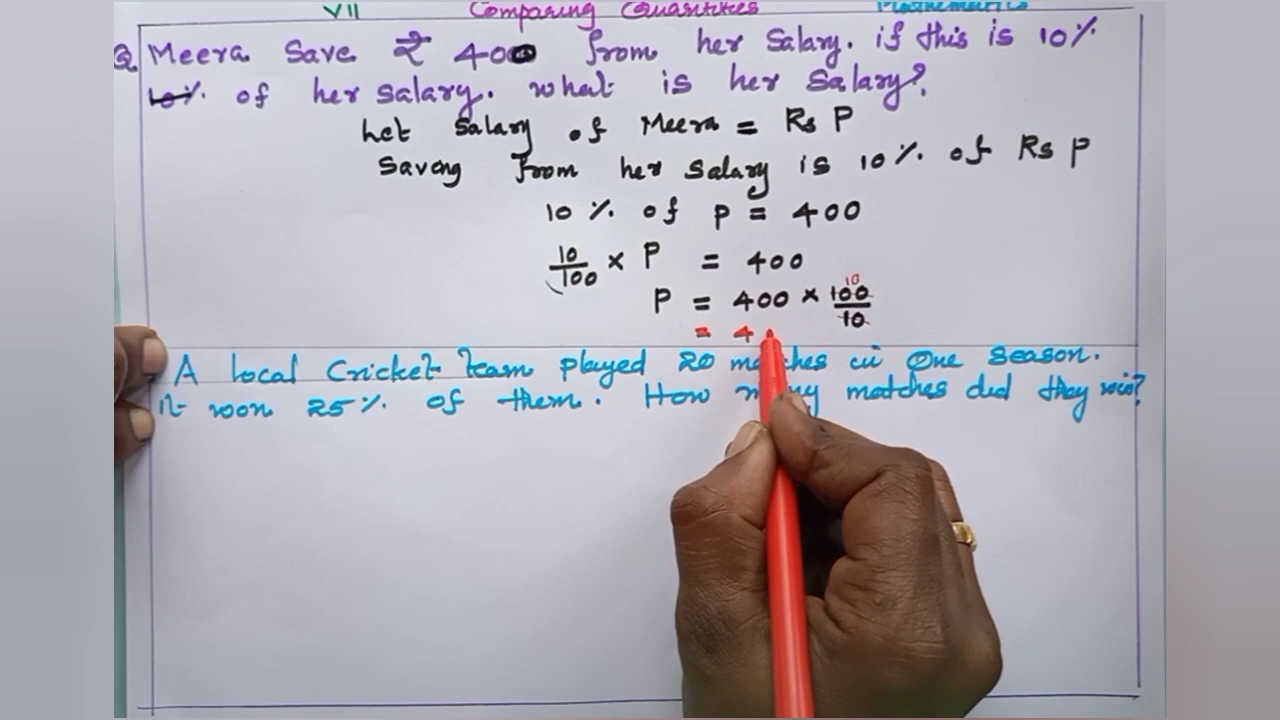 VII Comparing Quantities Mathematics
Q Meera Save ₹ 400 from her Salary. if this is 10%
10% of her salary. what is her Salary?
Let Salary of Meera = Rs P
Saving from her salary is 10% of Rs P
10 % of P = 400
10/100 × P = 400
10
P = 400 × 100/10
= 4
A local Cricket team played 20 matches in One season.
it won 25% of them. How many matches did they win?